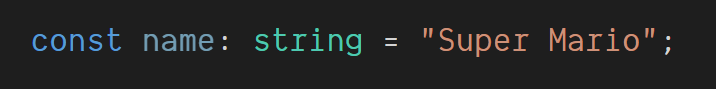 const name: string = "Super Mario";